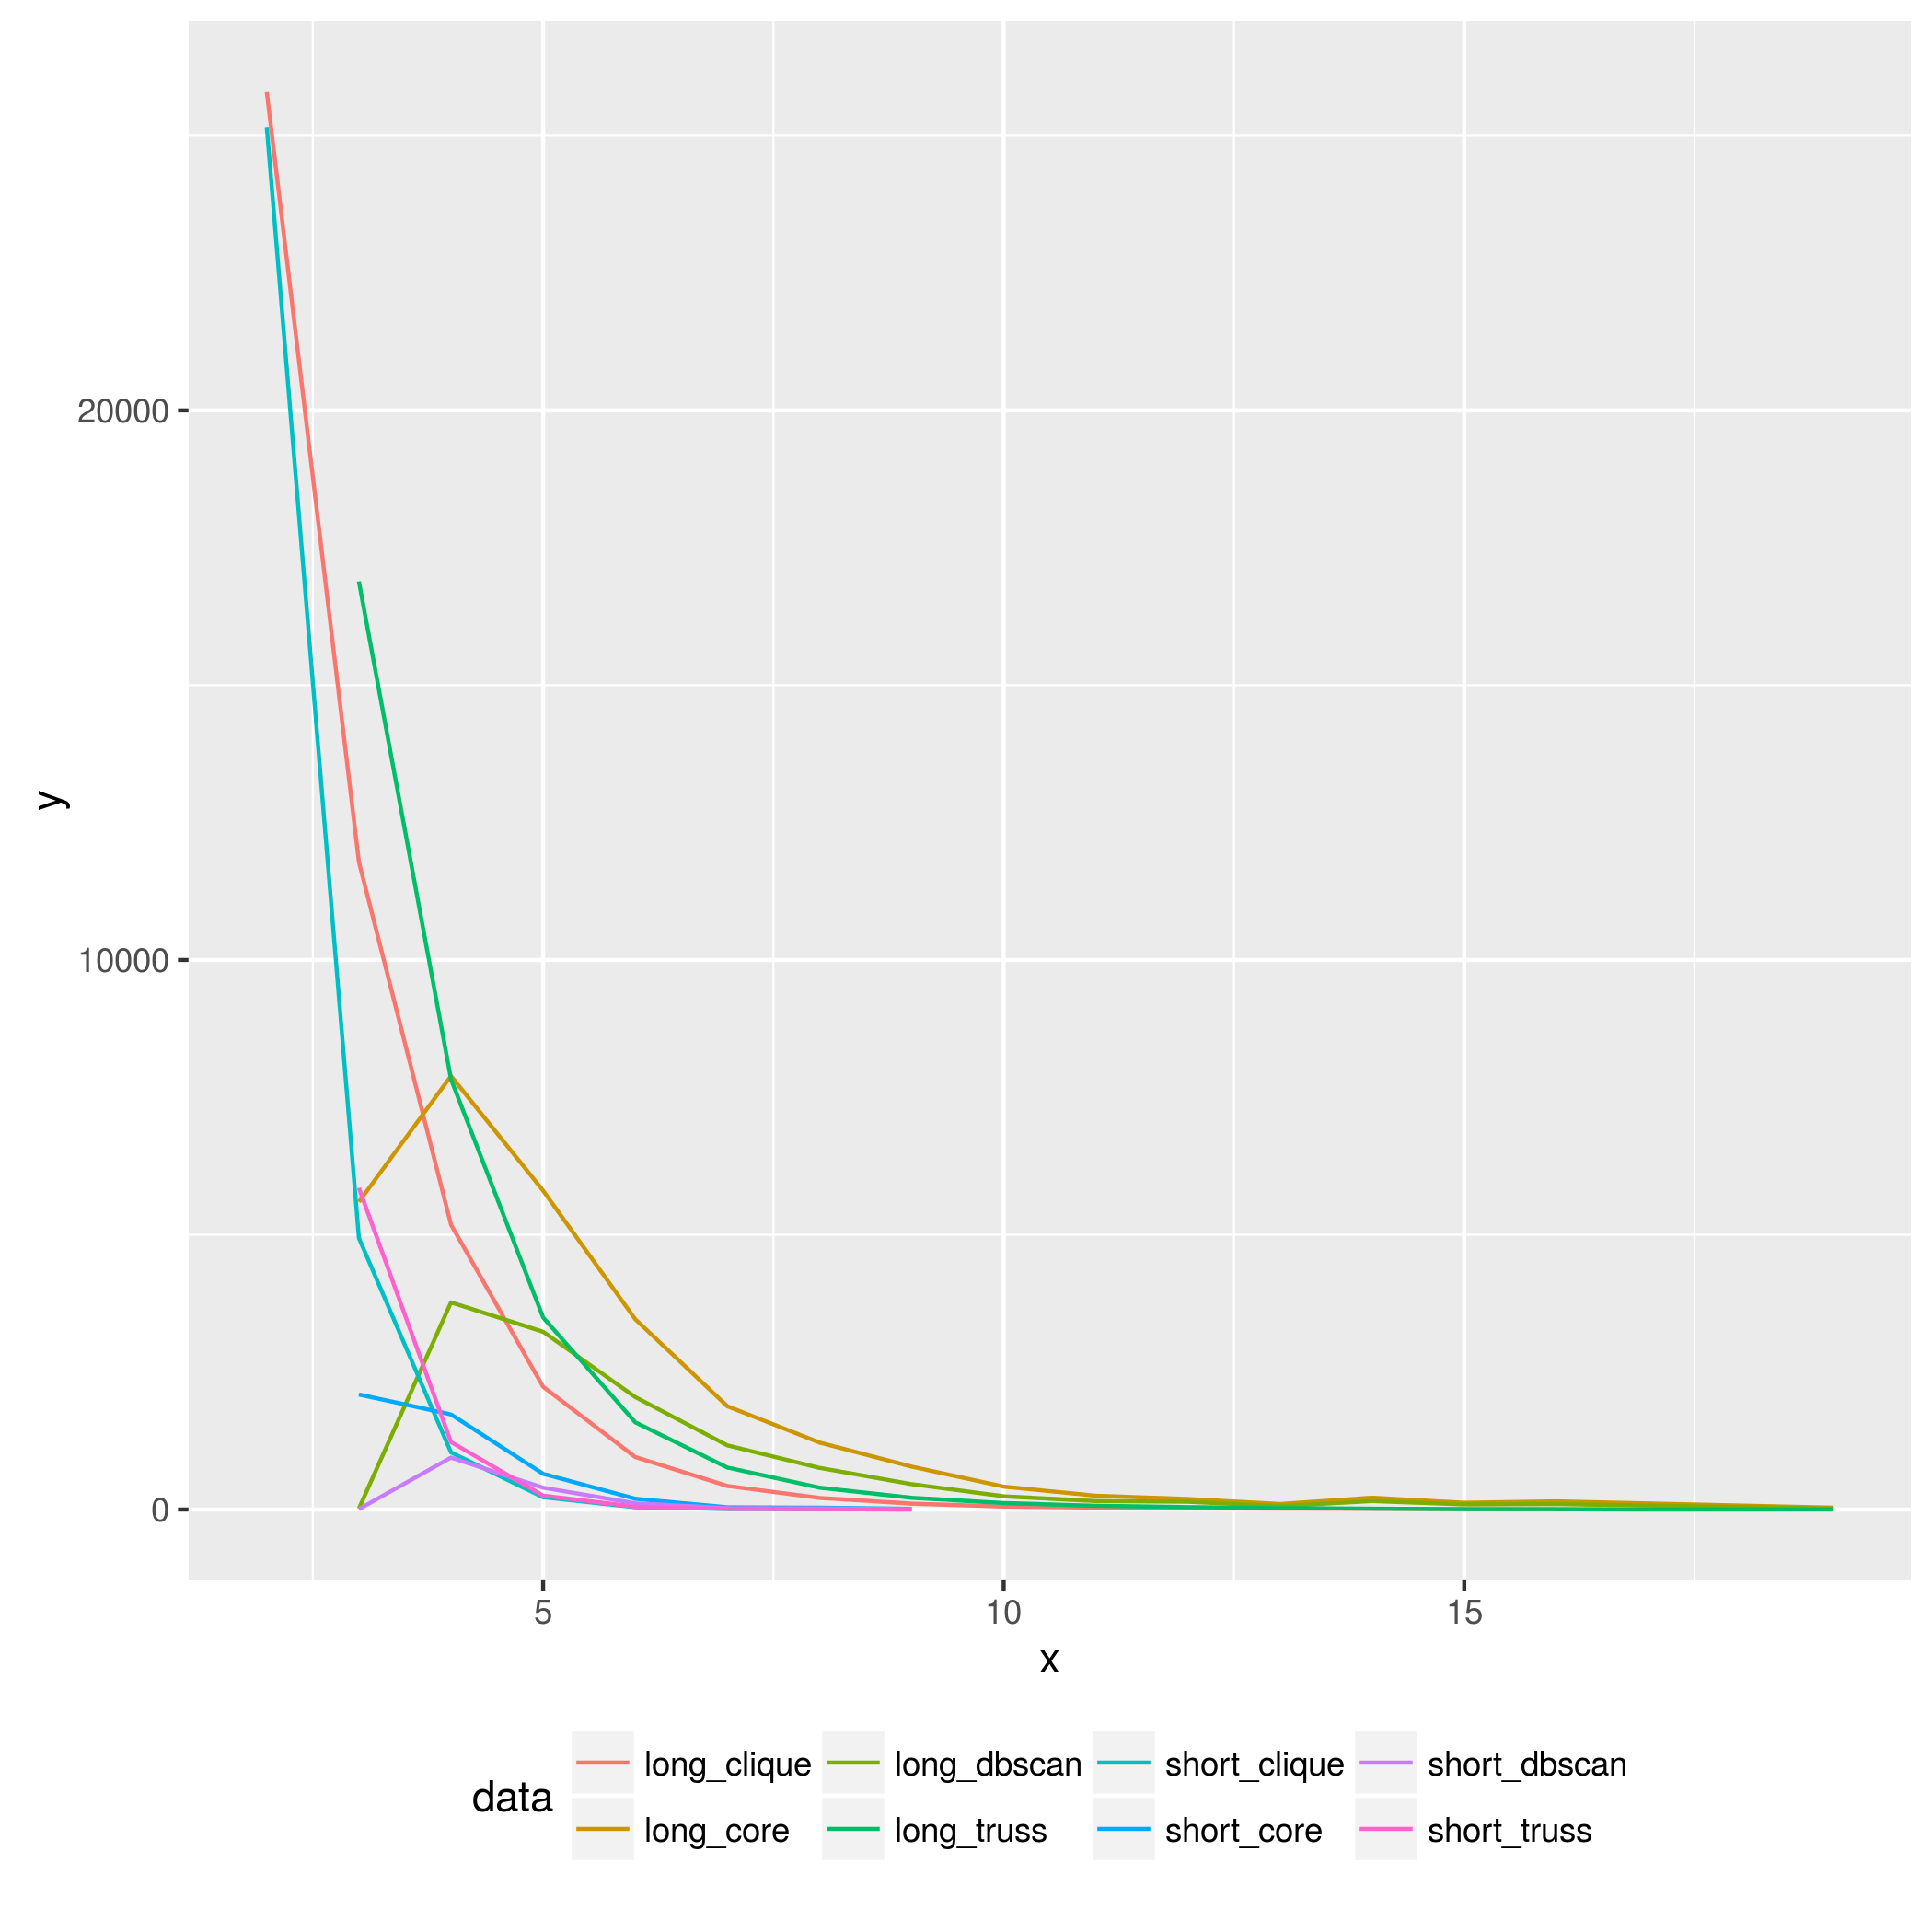 20000
10000
0
y
5 10 15
x
data
long_clique long_dbscan short_clique short_dbscan
long_core long_truss short_core short_truss